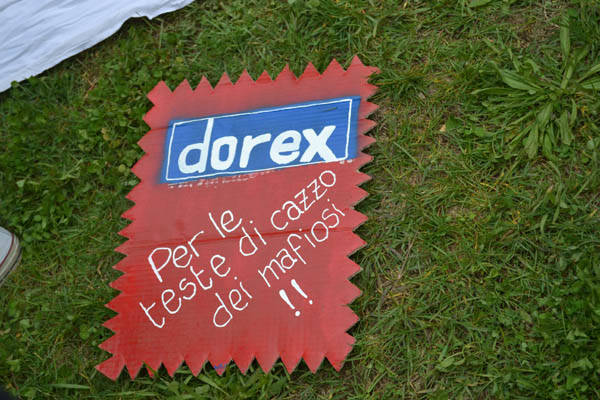 dorex
Per le
teste di cazzo
dei mafiosi
!!